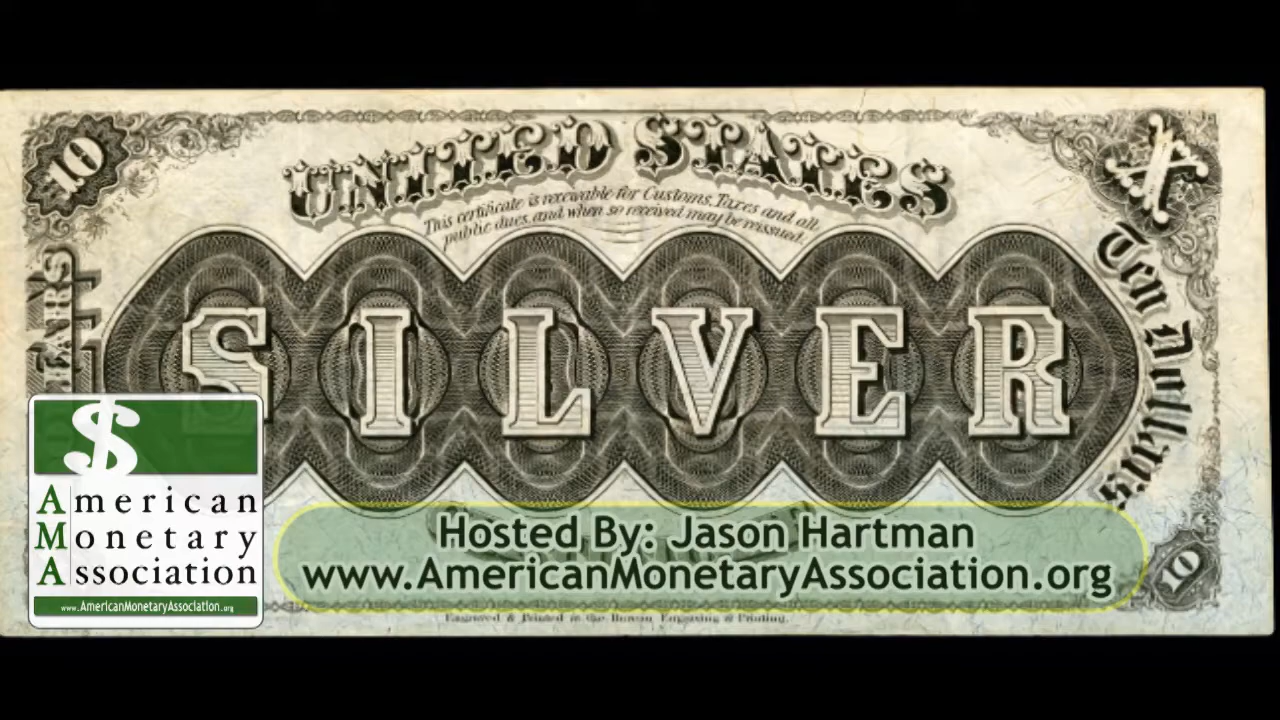 10
UNITED STATES
This certificate is receivable for Customs, Taxes and all
public dues, and when so received may be reissued.
X
Ten Dollars
SILVER
$
American
Monetary
Association
www.AmericanMonetaryAssociation.org
Hosted By: Jason Hartman
www.AmericanMonetaryAssociation.org
10
Engraved & Printed at the Bureau Engraving & Printing.